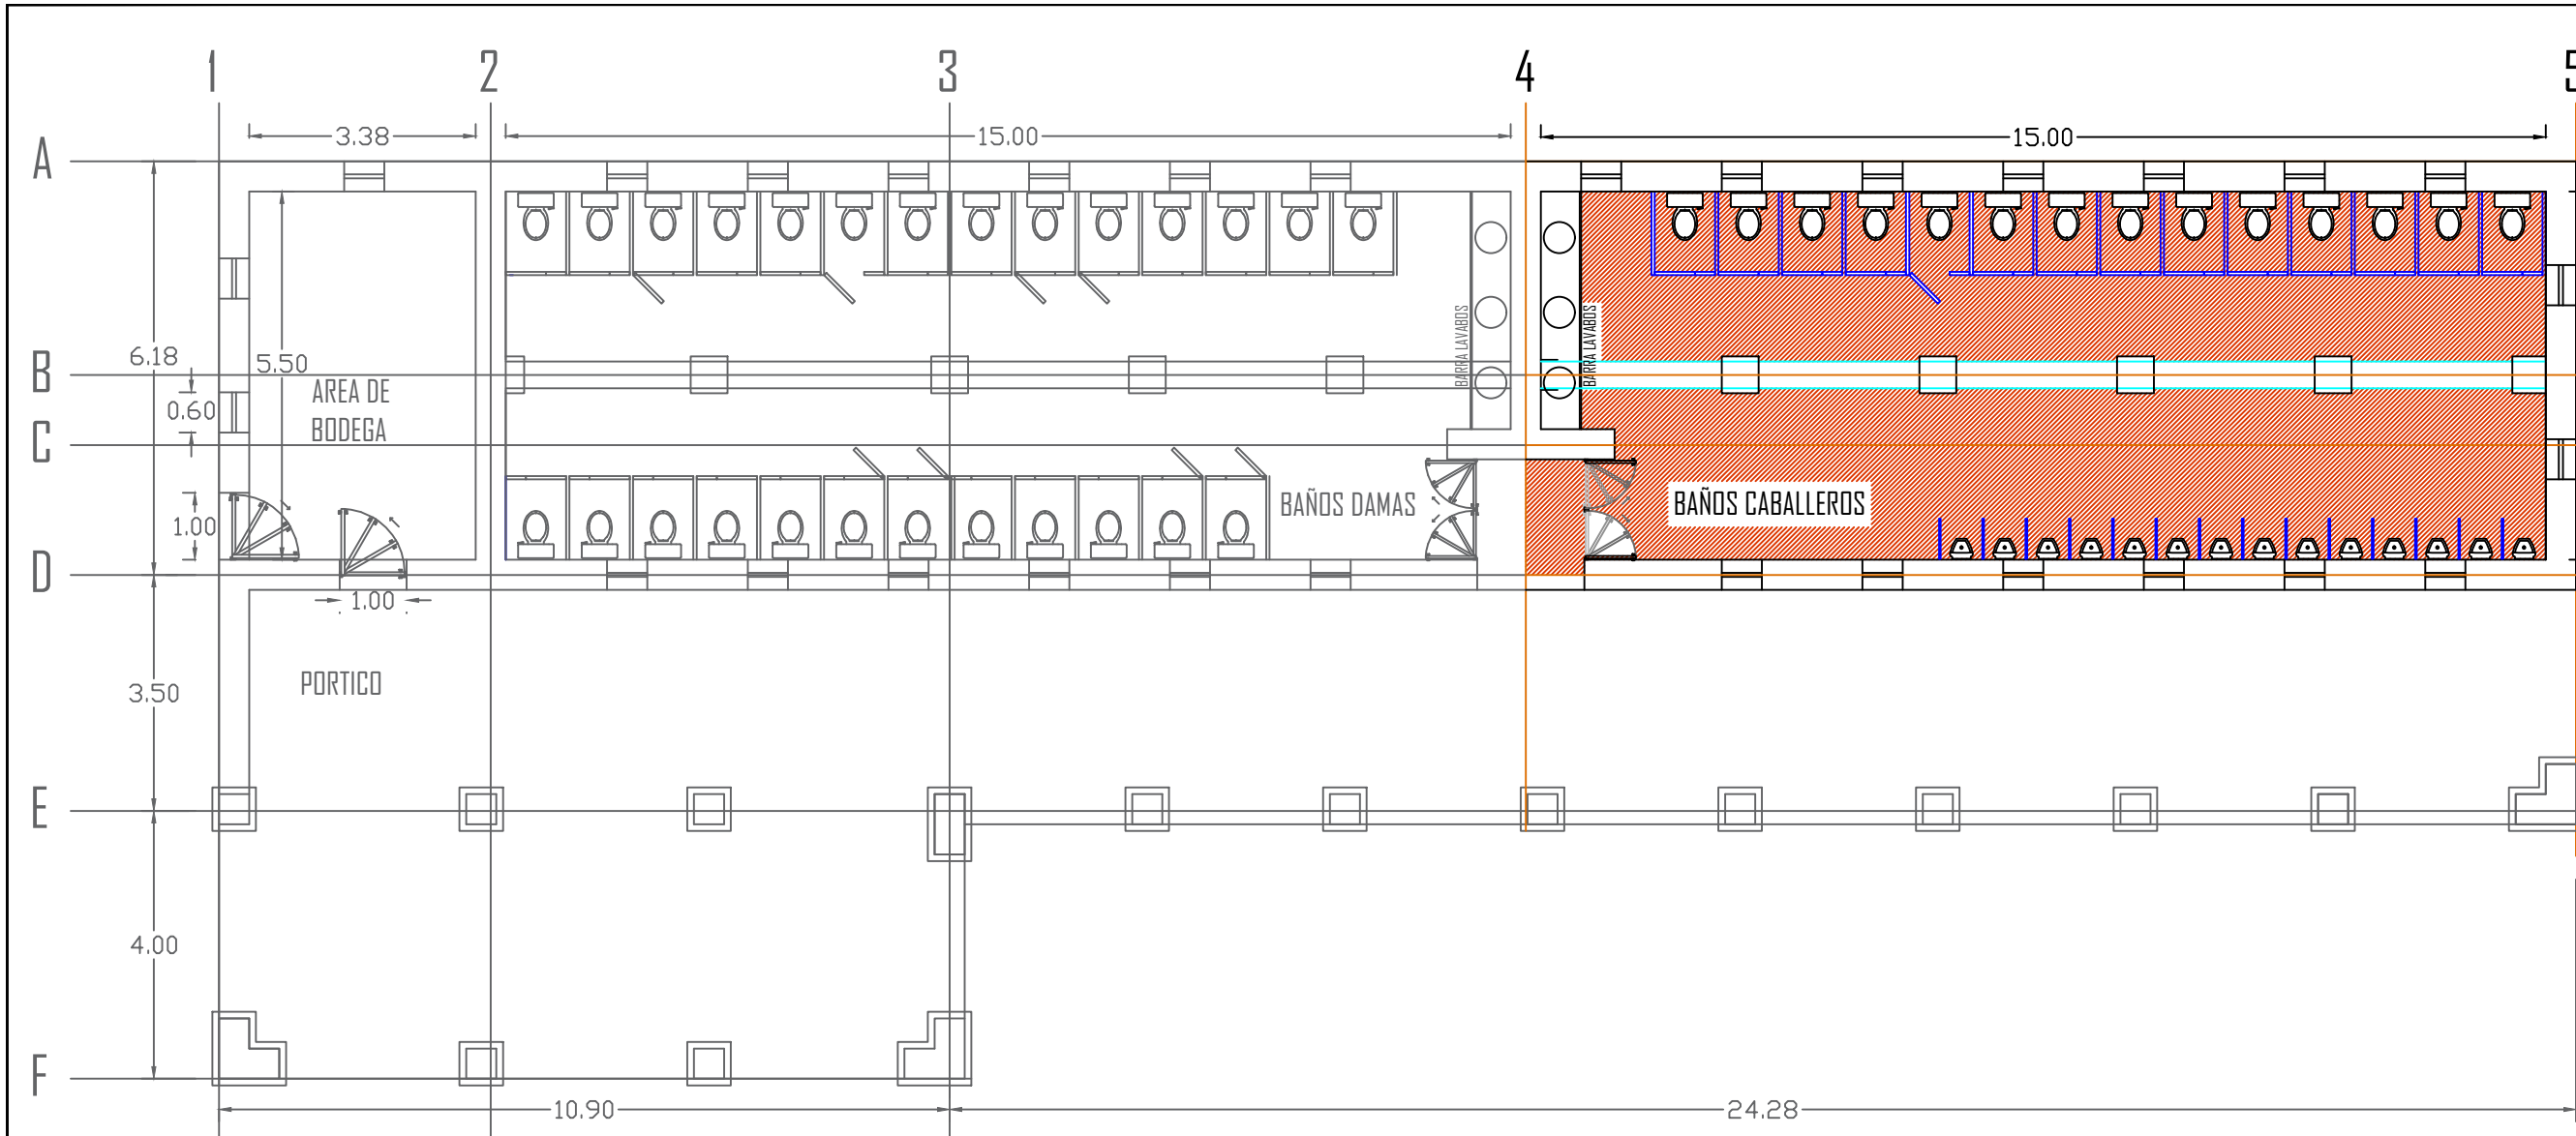 1 2 3 4 5
3.38 15.00 15.00
A
B
C
D
E
F
6.18
5.50
0.60
1.00
1.00
3.50
4.00
AREA DE
BODEGA
BARRA LAVABOS
BARRA LAVABOS
BAÑOS DAMAS
BAÑOS CABALLEROS
PORTICO
10.90 24.28